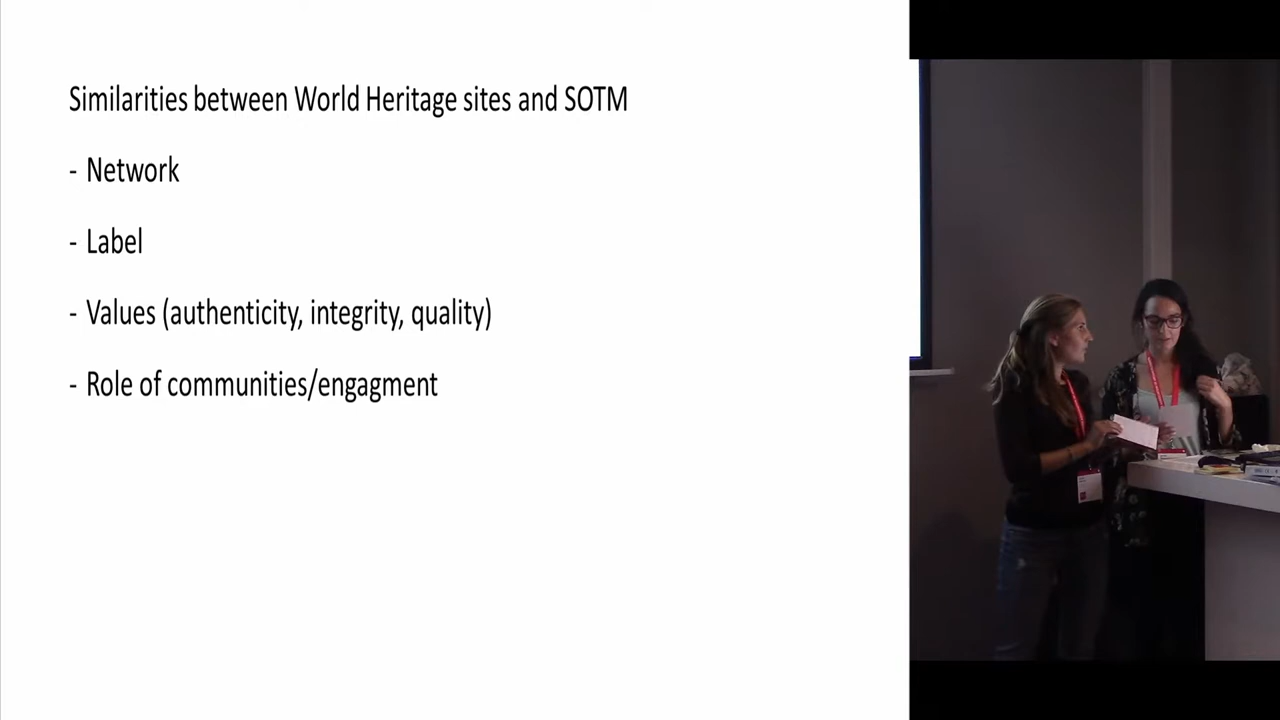 Similarities between World Heritage sites and SOTM
- Network
- Label
- Values (authenticity, integrity, quality)
- Role of communities/engagment